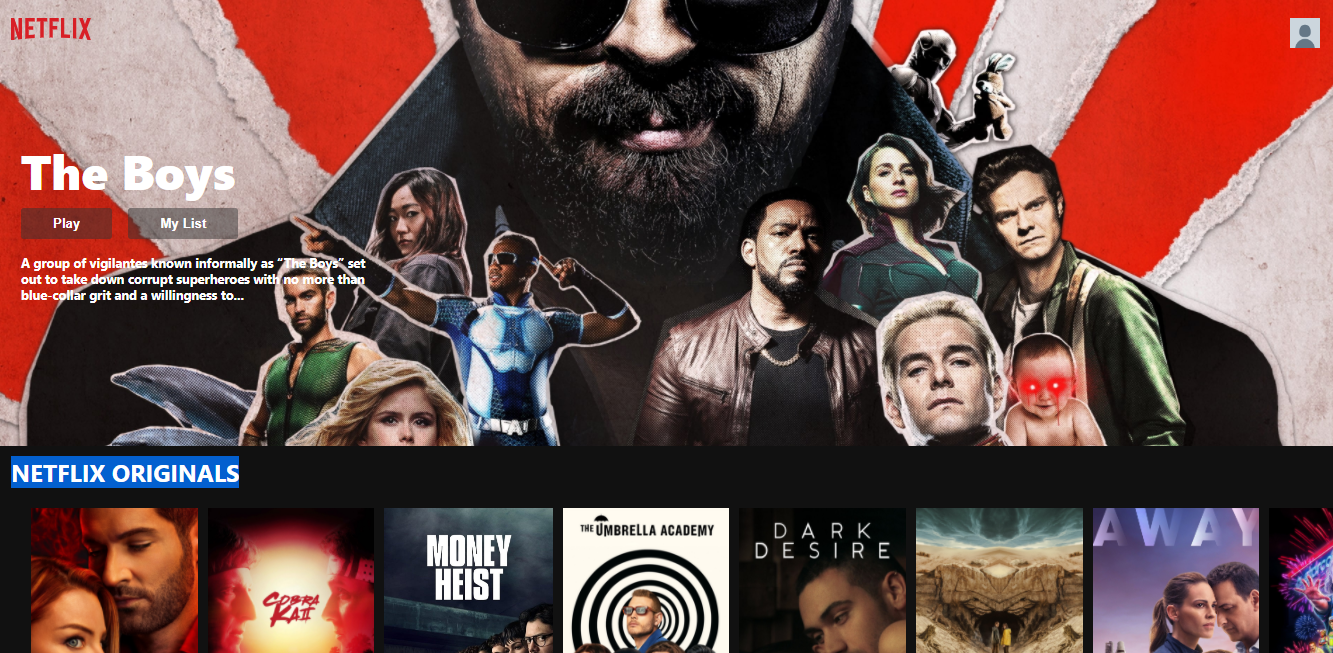 NETFLIX
The Boys
Play
My List
A group of vigilantes known informally as “The Boys” set
out to take down corrupt superheroes with no more than
blue-collar grit and a willingness to...
NETFLIX ORIGINALS
COBRA
KAI
MONEY
HEIST
THE UMBRELLA ACADEMY
DARK
DESIRE
AWAY